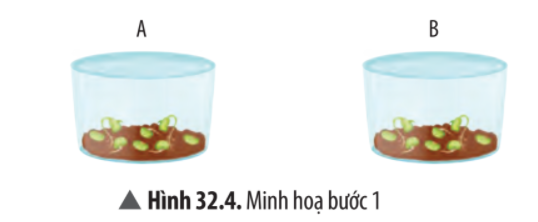 A B
▲ Hình 32.4. Minh hoạ bước 1